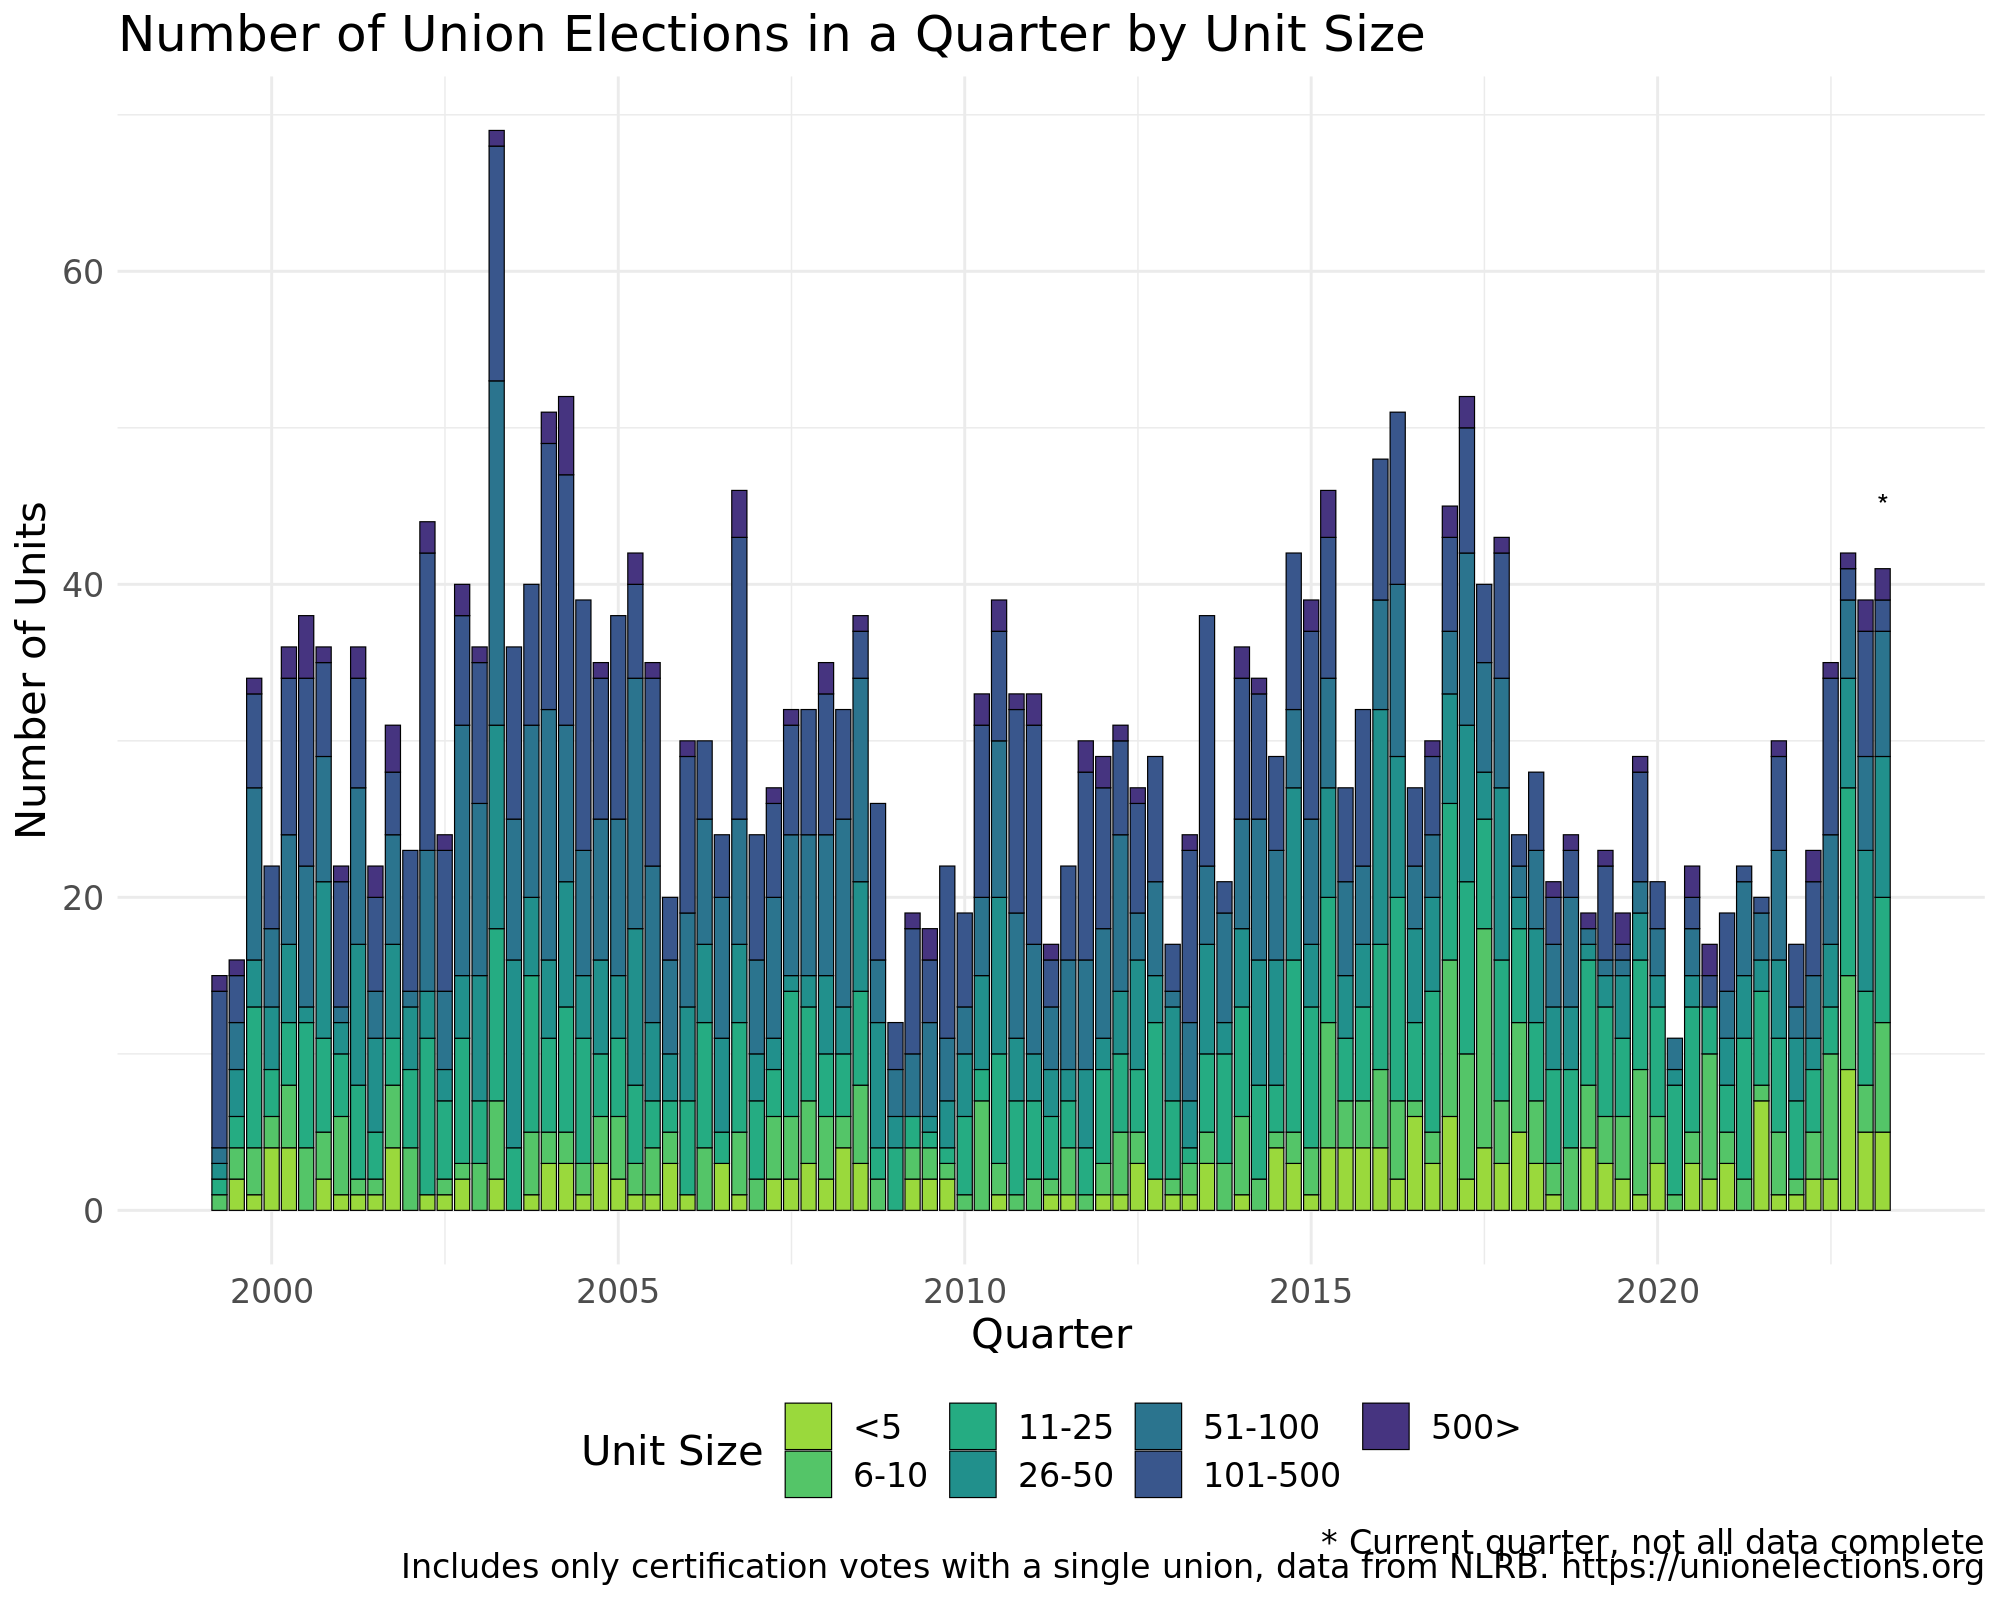 Number of Union Elections in a Quarter by Unit Size
Number of Units
60
40
20
0
*
2000 2005 2010 2015 2020
Quarter
Unit Size
<5 11-25 51-100 500>
6-10 26-50 101-500
* Current quarter, not all data complete
Includes only certification votes with a single union, data from NLRB. https://unionelections.org